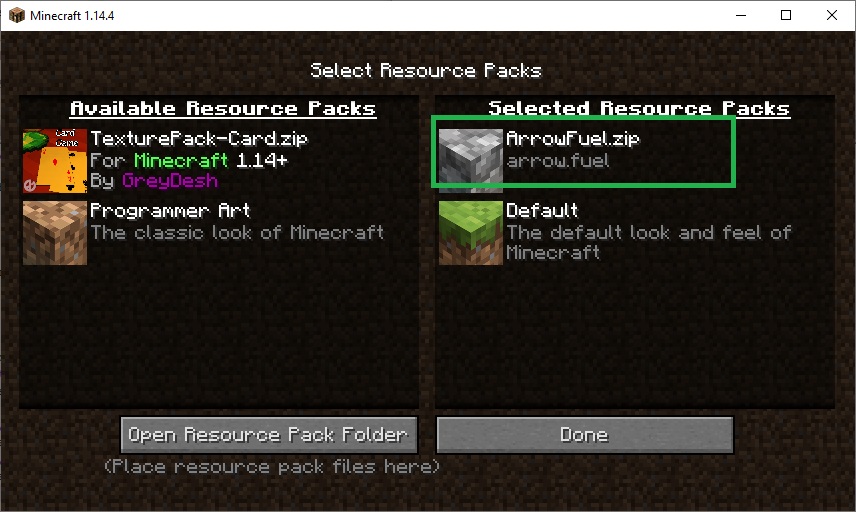 Minecraft 1.14.4
Select Resource Packs
Available Resource Packs
Card
Game
TexturePack-Card.zip
For Minecraft 1.14+
By GreyDesh
Programmer Art
The classic look of Minecraft
Selected Resource Packs
ArrowFuel.zip
arrow.fuel
Default
The default look and feel of
Minecraft
Open Resource Pack Folder
Done
(Place resource pack files here)